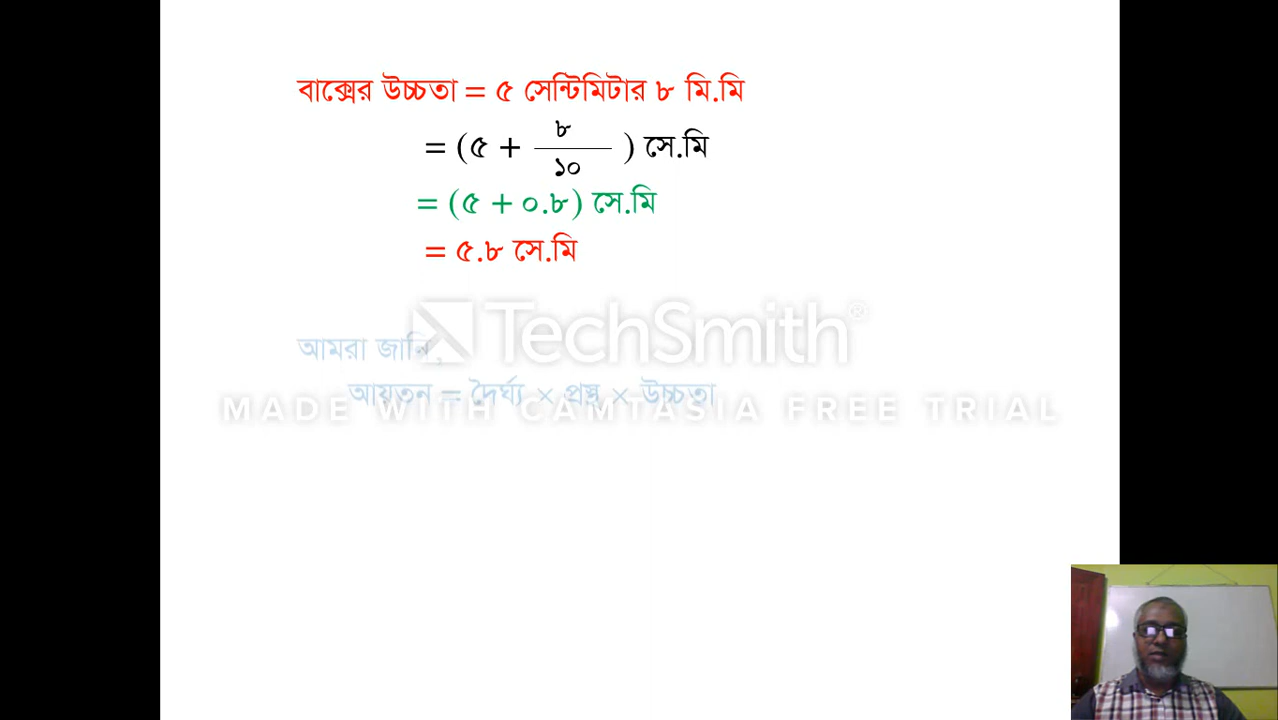 বাক্সের উচ্চতা = ৫ সেন্টিমিটার ৮ মি.মি
= (৫ + ৮/১০ ) সে.মি
= (৫ + ০.৮) সে.মি
= ৫.৮ সে.মি
TechSmith®
আমরা জানি,
আয়তন = দৈর্ঘ্য × প্রস্থ × উচ্চতা
MADE WITH CAMTASIA FREE TRIAL